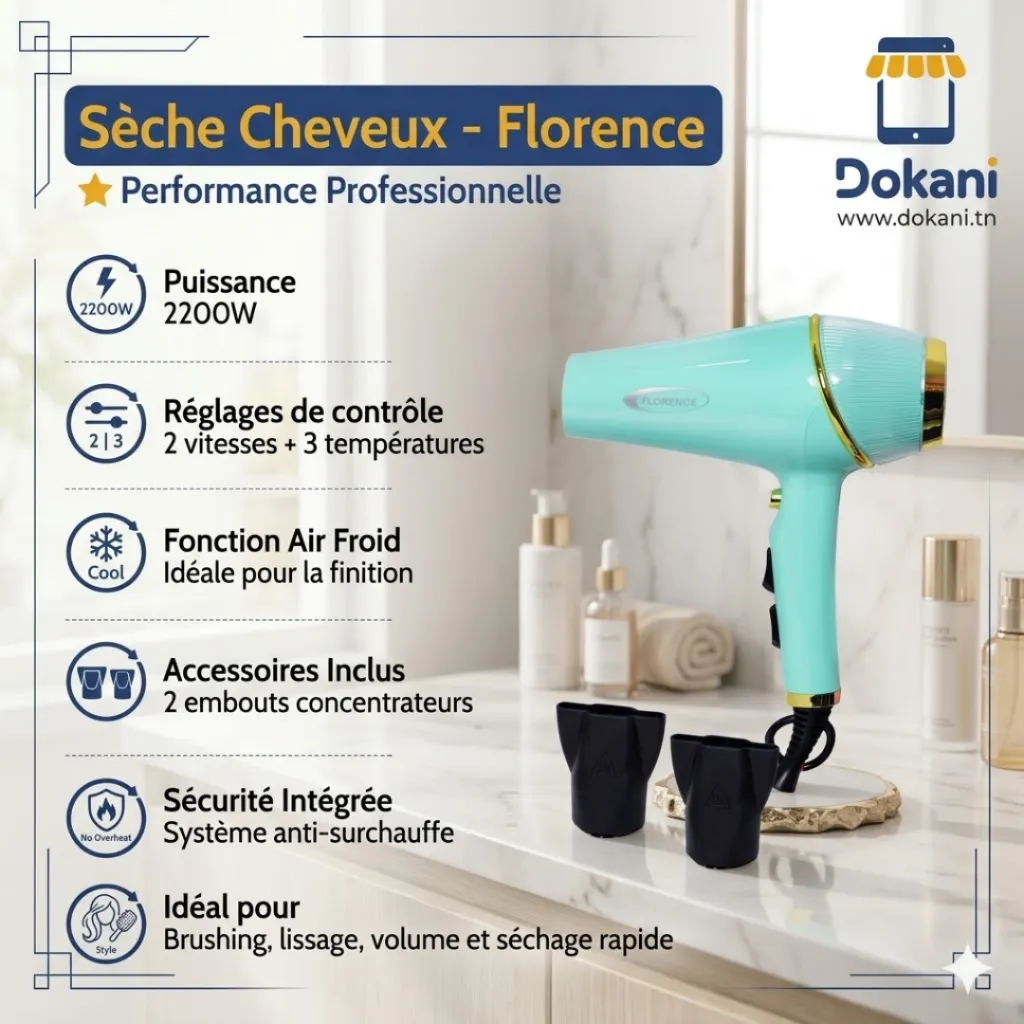 Sèche Cheveux - Florence
Performance Professionnelle
Dokani
www.dokani.tn
2200W
Puissance
2200W
2 | 3
Réglages de contrôle
2 vitesses + 3 températures
Cool
Fonction Air Froid
Idéale pour la finition
Accessoires Inclus
2 embouts concentrateurs
No Overheat
Sécurité Intégrée
Système anti-surchauffe
Style
Idéal pour
Brushing, lissage, volume et séchage rapide
FLORENCE